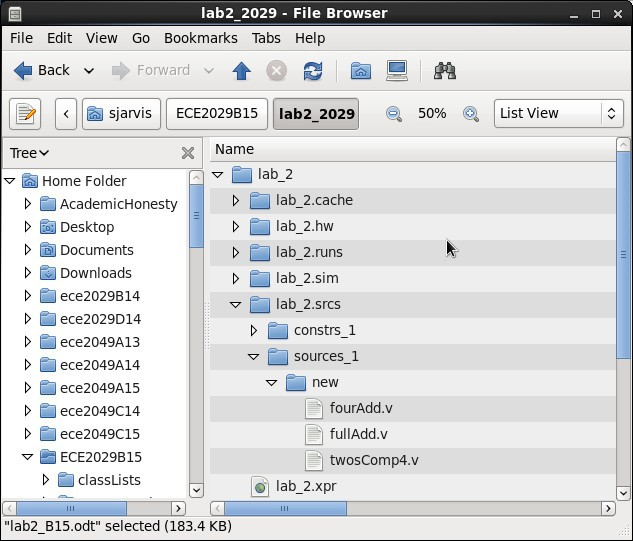 lab2_2029 - File Browser
File Edit View Go Bookmarks Tabs Help
Back Forward
sjarvis ECE2029B15 lab2_2029 50% List View
Tree
Home Folder
AcademicHonesty
Desktop
Documents
Downloads
ece2029B14
ece2029D14
ece2049A13
ece2049A14
ece2049A15
ece2049C14
ece2049C15
ECE2029B15
classLists
Name
lab_2
lab_2.cache
lab_2.hw
lab_2.runs
lab_2.sim
lab_2.srcs
constrs_1
sources_1
new
fourAdd.v
fullAdd.v
twosComp4.v
lab_2.xpr
"lab2_B15.odt" selected (183.4 KB)